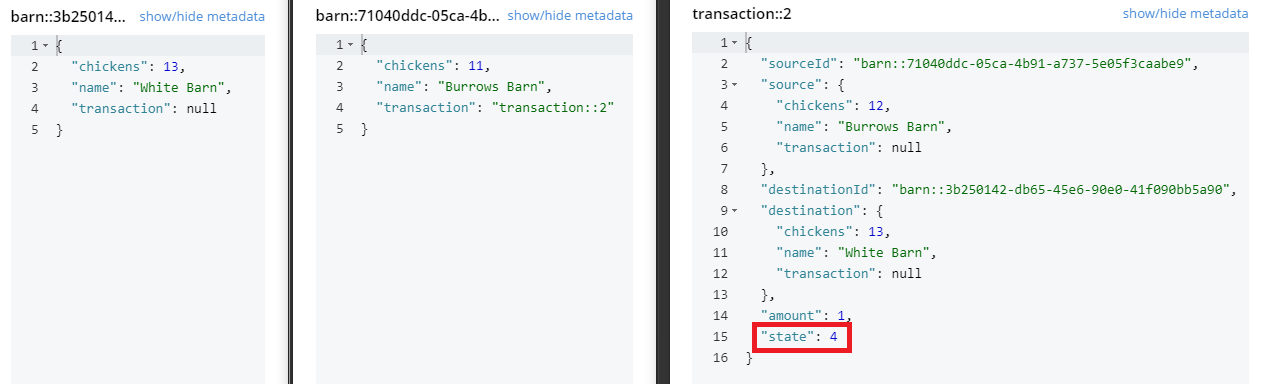 barn::3b25014... show/hide metadata
1 {
2 "chickens": 13,
3 "name": "White Barn",
4 "transaction": null
5 }
barn::71040ddc-05ca-4b... show/hide metadata
1 {
2 "chickens": 11,
3 "name": "Burrows Barn",
4 "transaction": "transaction::2"
5 }
transaction::2 show/hide metadata
1 {
2 "sourceId": "barn::71040ddc-05ca-4b91-a737-5e05f3caabe9",
3 "source": {
4 "chickens": 12,
5 "name": "Burrows Barn",
6 "transaction": null
7 },
8 "destinationId": "barn::3b250142-db65-45e6-90e0-41f090bb5a90",
9 "destination": {
10 "chickens": 13,
11 "name": "White Barn",
12 "transaction": null
13 },
14 "amount": 1,
15 "state": 4
16 }